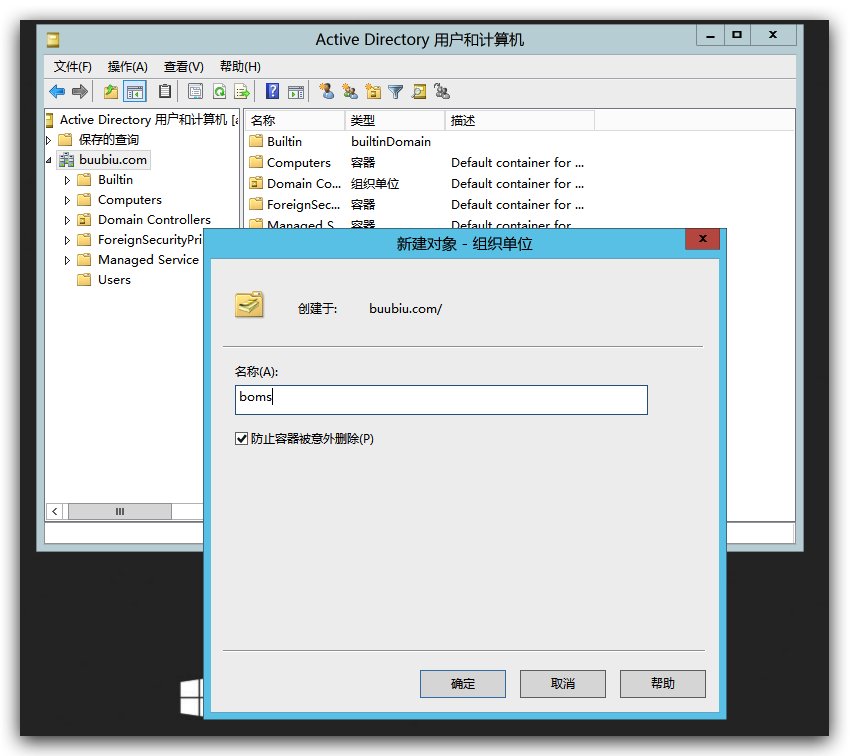 Active Directory 用户和计算机
文件(F) 操作(A) 查看(V) 帮助(H)
Active Directory 用户和计算机 [a
保存的查询
buubiu.com
Builtin
Computers
Domain Controllers
ForeignSecurityPri
Managed Service
Users
名称 类型 描述
Builtin builtinDomain
Computers 容器 Default container for ...
Domain Co... 组织单位 Default container for ...
ForeignSec... 容器 Default container for ...
Managed S... 容器 Default container for ...
新建对象 - 组织单位
创建于: buubiu.com/
名称(A):
boms
防止容器被意外删除(P)
确定 取消 帮助